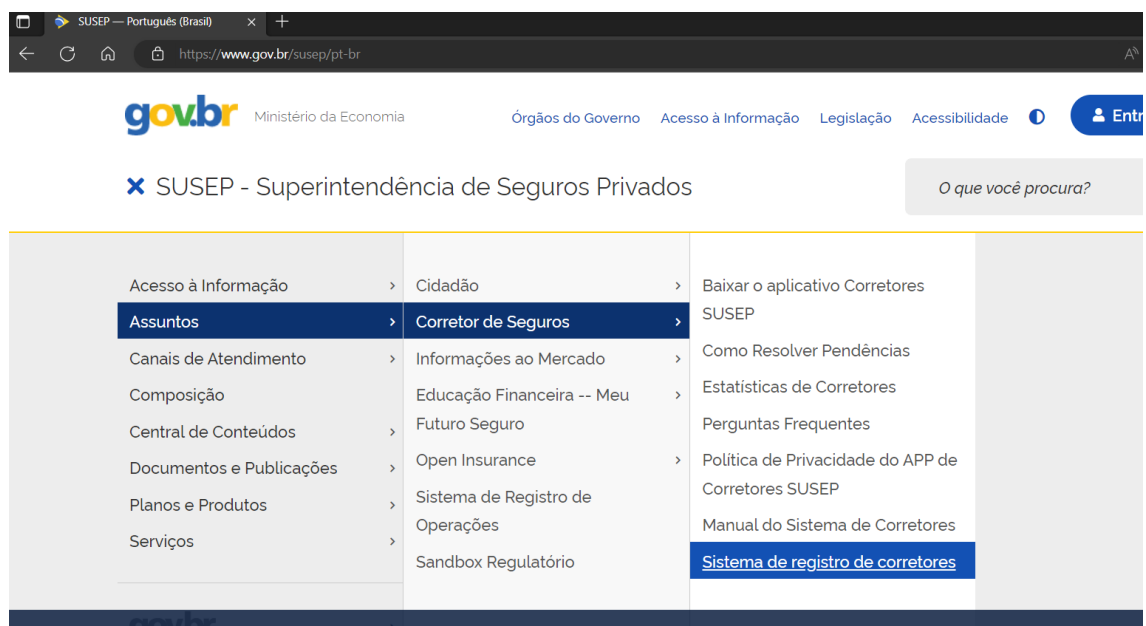 SUSEP — Português (Brasil)
https://www.gov.br/susep/pt-br
gov.br
Ministério da Economia
Órgãos do Governo
Acesso à Informação
Legislação
Acessibilidade
Entr
SUSEP - Superintendência de Seguros Privados
O que você procura?
Acesso à Informação
Assuntos
Canais de Atendimento
Composição
Central de Conteúdos
Documentos e Publicações
Planos e Produtos
Serviços
Cidadão
Corretor de Seguros
Informações ao Mercado
Educação Financeira -- Meu
Futuro Seguro
Open Insurance
Sistema de Registro de
Operações
Sandbox Regulatório
Baixar o aplicativo Corretores
SUSEP
Como Resolver Pendências
Estatísticas de Corretores
Perguntas Frequentes
Política de Privacidade do APP de
Corretores SUSEP
Manual do Sistema de Corretores
Sistema de registro de corretores
gov.br